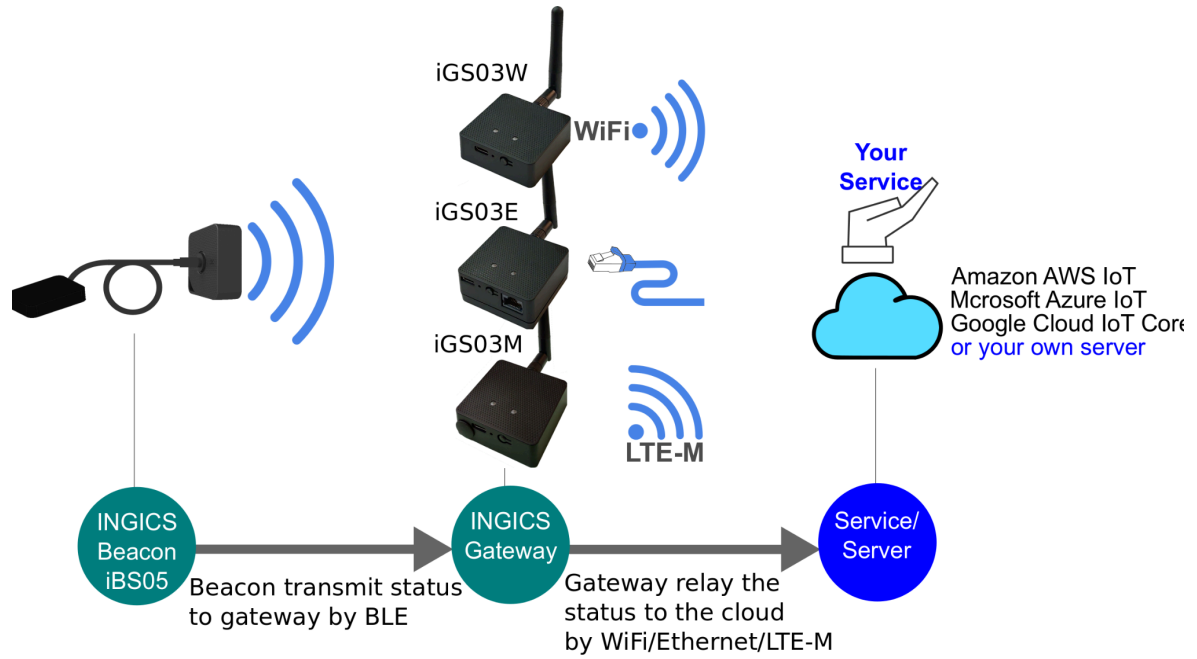 iGS03W
WiFi
iGS03E
iGS03M
LTE-M
Your
Service
Amazon AWS IoT
Mcrosoft Azure IoT
Google Cloud IoT Core
or your own server
INGICS
Beacon
iBS05
Beacon transmit status
to gateway by BLE
INGICS
Gateway
Gateway relay the
status to the cloud
by WiFi/Ethernet/LTE-M
Service/
Server